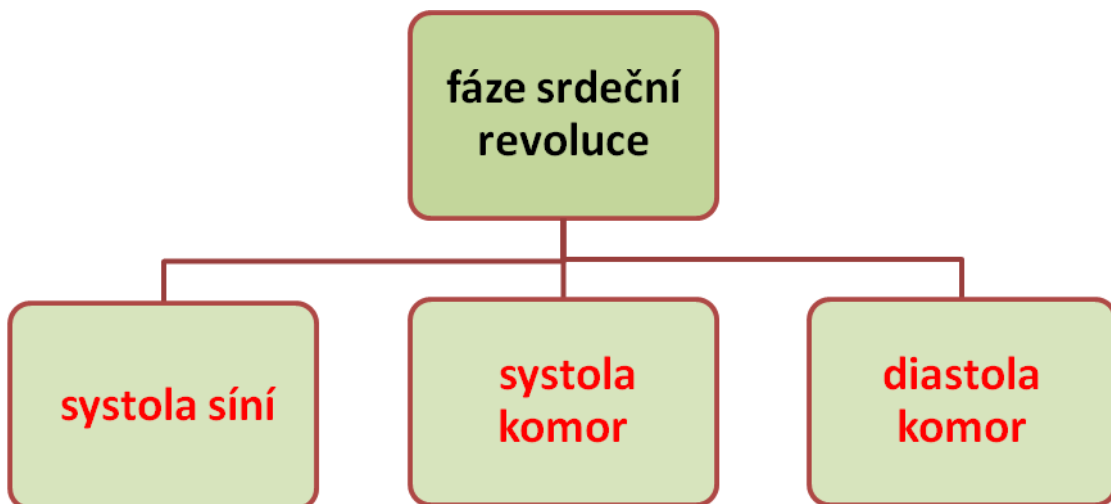 fáze srdeční
revoluce
systola síní
systola
komor
diastola
komor